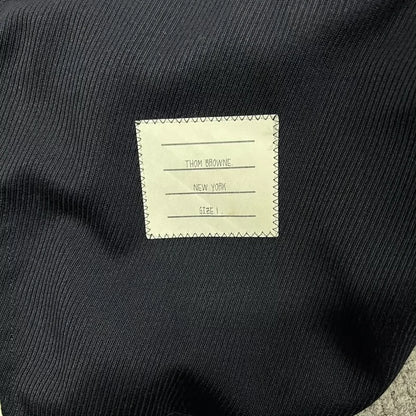 THOM BROWNE.
NEW YORK
SIZE 1